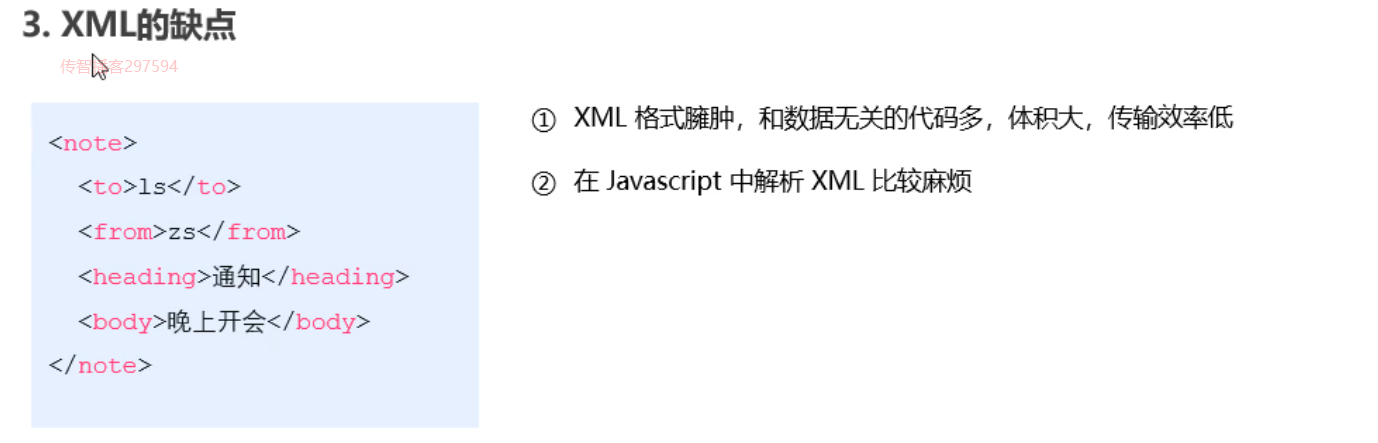 3. XML的缺点
传智播客297594
<note>
<to>ls</to>
<from>zs</from>
<heading>通知</heading>
<body>晚上开会</body>
</note>
① XML 格式臃肿，和数据无关的代码多，体积大，传输效率低
② 在 Javascript 中解析 XML 比较麻烦